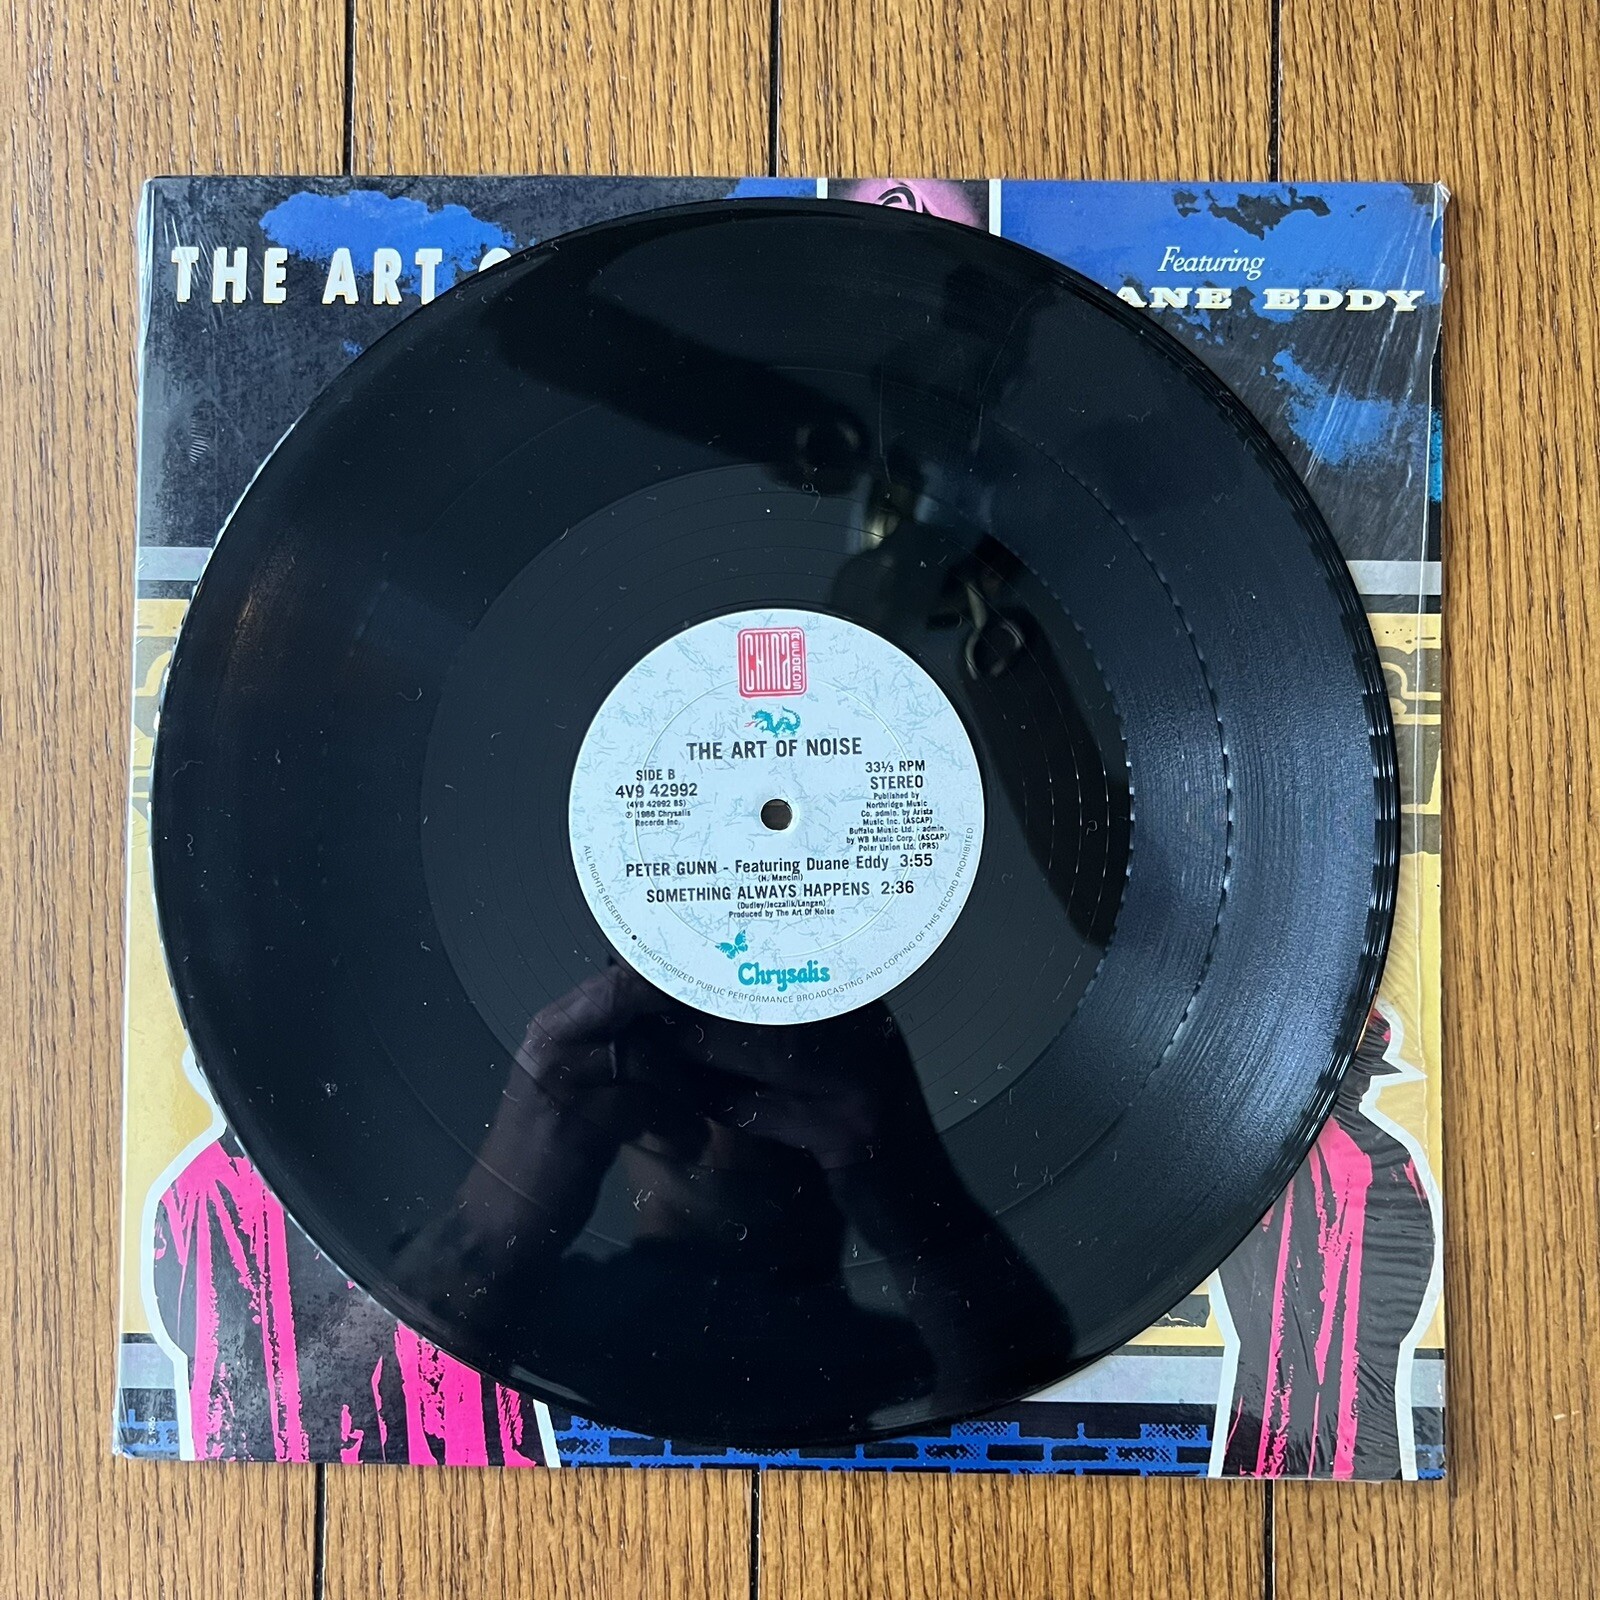 THE ART O
Featuring
ANE EDDY
CHINA RECORDS
THE ART OF NOISE
SIDE B
4V9 42992
(4V9 42992 BS)
℗ 1986 Chrysalis
Records Inc.
33⅓ RPM
STEREO
Published by
Northridge Music
Co. admin. by Arista
Music Inc. (ASCAP)
Buffalo Music Ltd. - admin.
by WB Music Corp. (ASCAP)/
Polar Union Ltd. (PRS)
PETER GUNN - Featuring Duane Eddy 3:55
(H. Mancini)
SOMETHING ALWAYS HAPPENS 2:36
(Dudley/Jeczalik/Langan)
Produced by The Art Of Noise
Chrysalis
ALL RIGHTS RESERVED • UNAUTHORIZED PUBLIC PERFORMANCE BROADCASTING AND COPYING OF THIS RECORD PROHIBITED